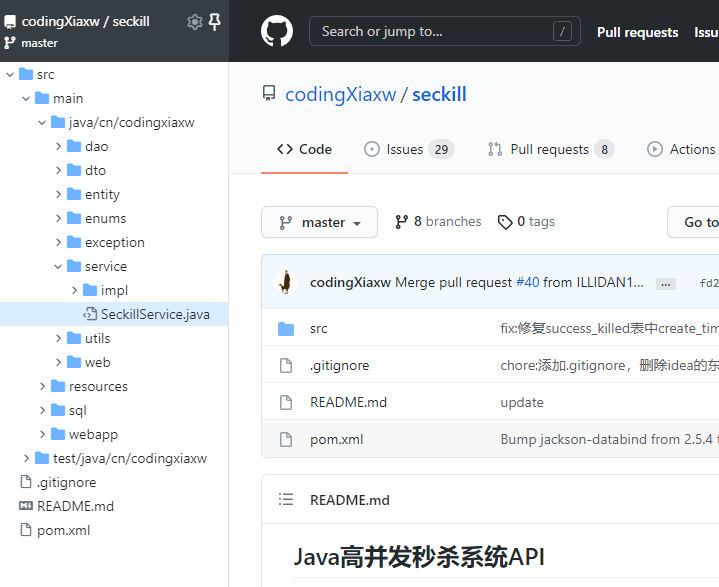 codingXiaxw / seckill
master
src
main
java/cn/codingxiaxw
dao
dto
entity
enums
exception
service
impl
SeckillService.java
utils
web
resources
sql
webapp
test/java/cn/codingxiaxw
.gitignore
README.md
pom.xml
Search or jump to...
/
Pull requests
Issu
codingXiaxw / seckill
Code
Issues 29
Pull requests 8
Actions
master
8 branches
0 tags
Go to
codingXiaxw Merge pull request #40 from ILLIDAN1... ... fd2
src fix:修复success_killed表中create_tim
.gitignore chore:添加.gitignore，删除idea的东
README.md update
pom.xml Bump jackson-databind from 2.5.4 t
README.md
Java高并发秒杀系统API